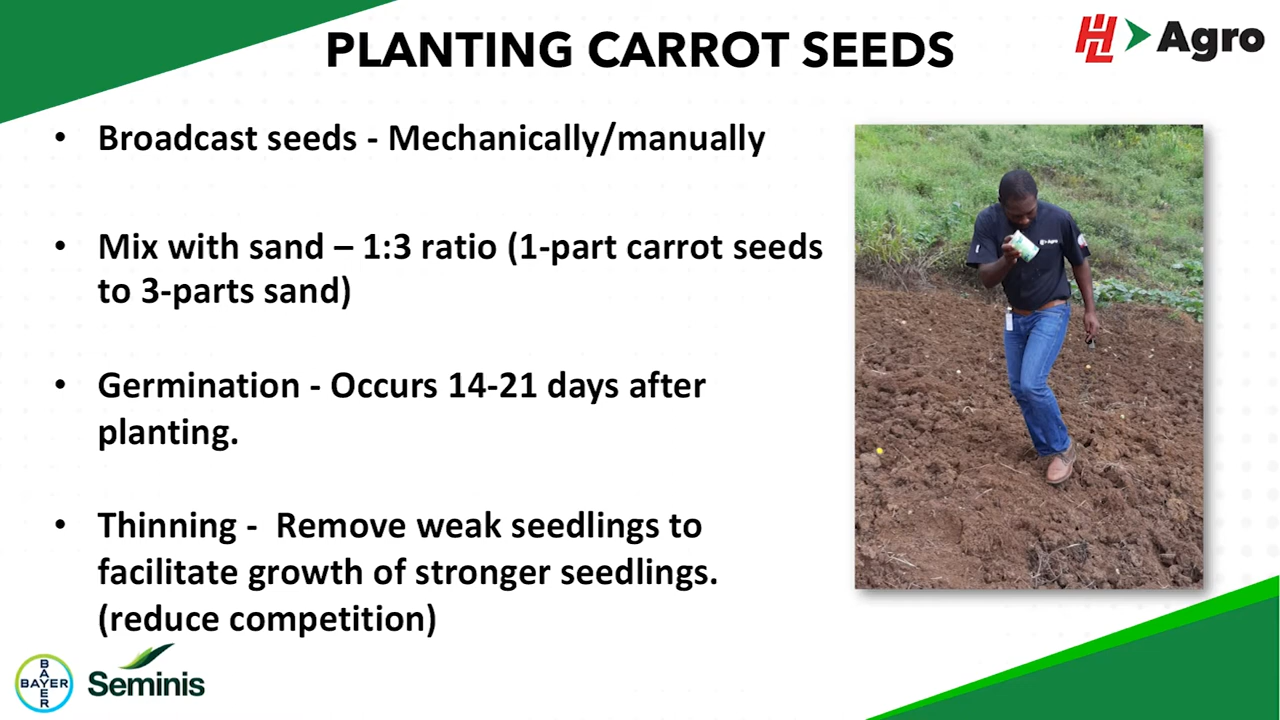 PLANTING CARROT SEEDS
HL Agro
• Broadcast seeds - Mechanically/manually
• Mix with sand – 1:3 ratio (1-part carrot seeds
to 3-parts sand)
• Germination - Occurs 14-21 days after
planting.
• Thinning - Remove weak seedlings to
facilitate growth of stronger seedlings.
(reduce competition)
BAYER
BAYER
Seminis